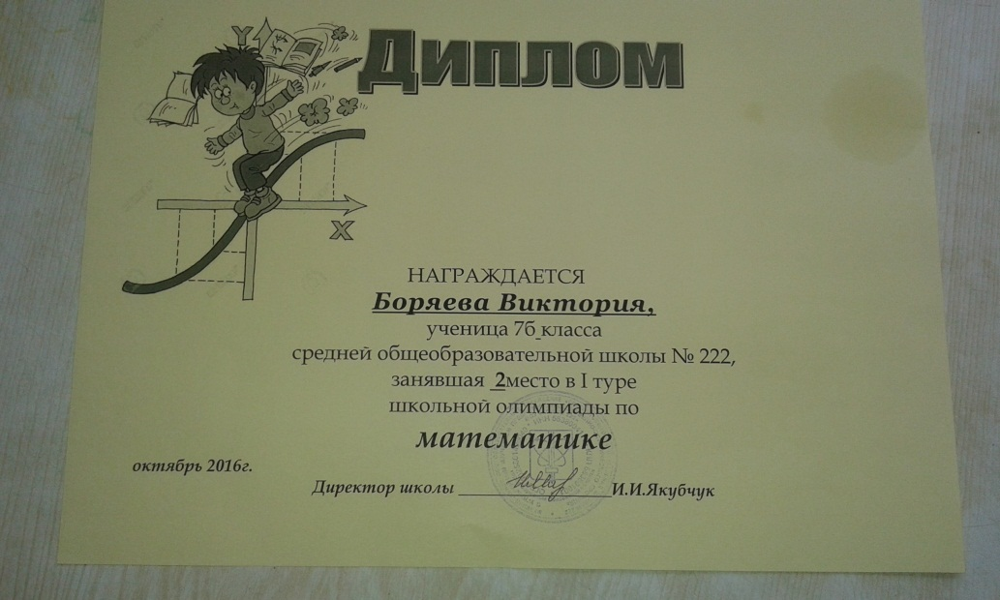 Y
Диплом
X
НАГРАЖДАЕТСЯ
Боряева Виктория,
ученица 7б класса
средней общеобразовательной школы № 222,
занявшая 2место в I туре
школьной олимпиады по
математике
октябрь 2016г.
Директор школы ________________И.И.Якубчук